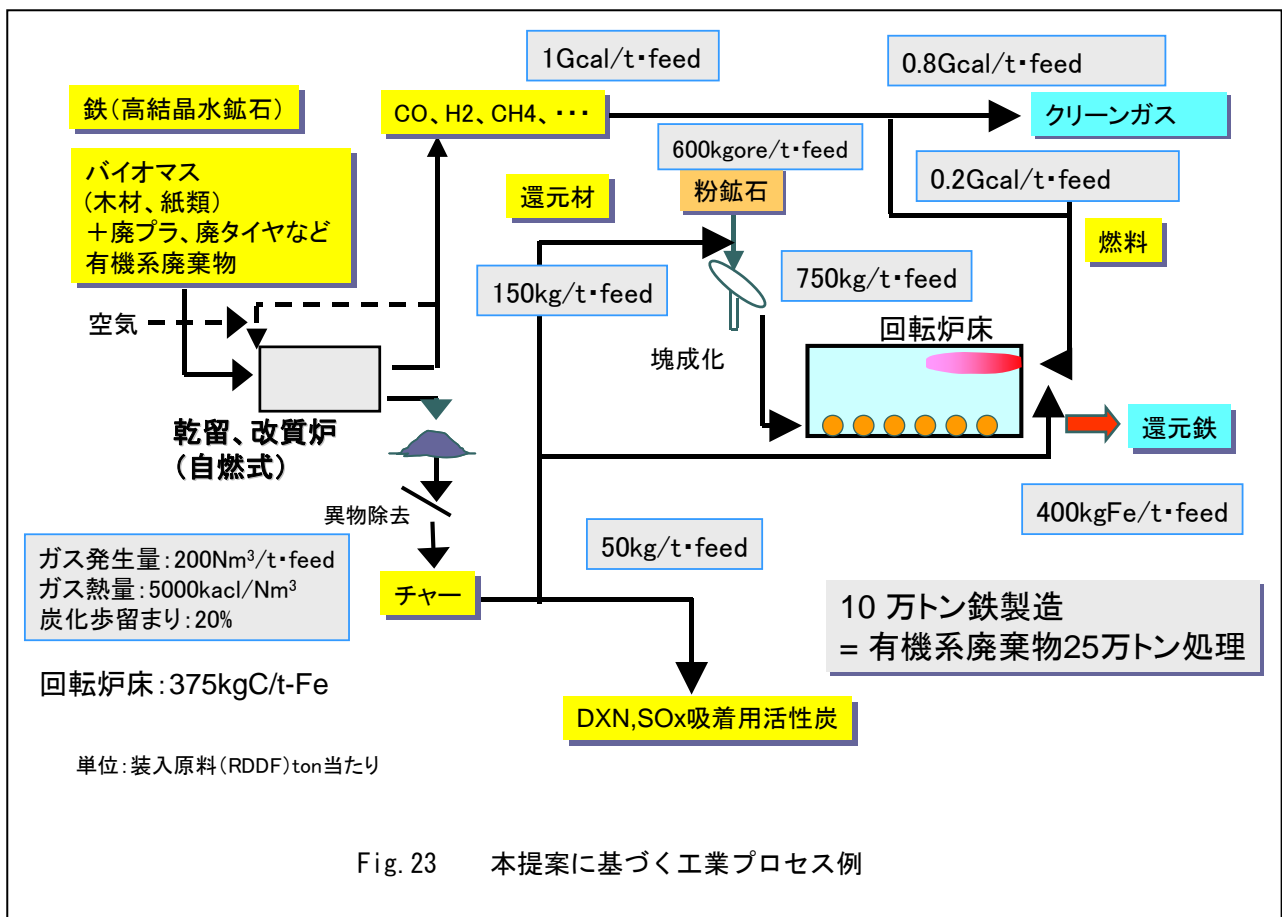 1Gcal/t・feed
0.8Gcal/t・feed
鉄(高結晶水鉱石)
CO、H2、CH4、・・・
クリーンガス
バイオマス
(木材、紙類)
+廃プラ、廃タイヤなど
有機系廃棄物
600kgore/t・feed
粉鉱石
還元材
0.2Gcal/t・feed
燃料
150kg/t・feed
750kg/t・feed
空気
回転炉床
塊成化
乾留、改質炉
(自燃式)
還元鉄
異物除去
400kgFe/t・feed
50kg/t・feed
ガス発生量:200Nm³/t・feed
ガス熱量:5000kacl/Nm³
炭化歩留まり:20%
チャー
10 万トン鉄製造
= 有機系廃棄物25万トン処理
回転炉床:375kgC/t-Fe
DXN,SOx吸着用活性炭
単位:装入原料(RDDF)ton当たり
Fig.23 本提案に基づく工業プロセス例